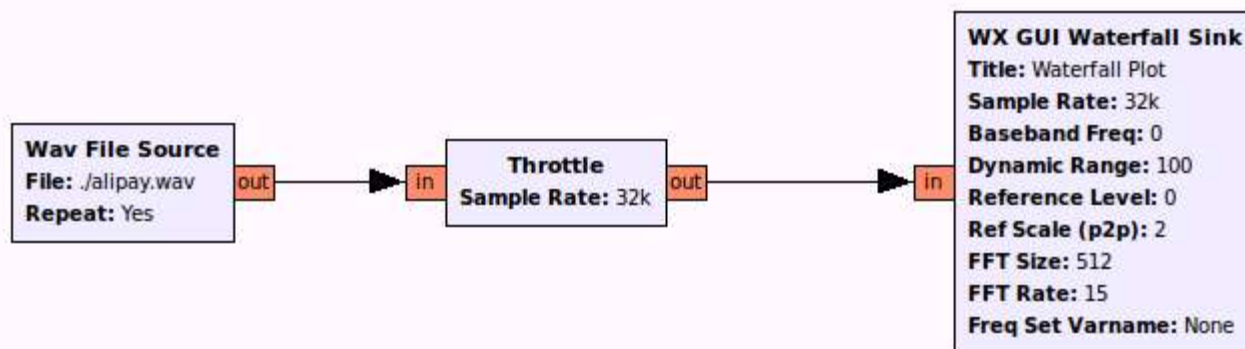 Wav File Source
File: ./alipay.wav
Repeat: Yes
out
in
Throttle
Sample Rate: 32k
out
in
WX GUI Waterfall Sink
Title: Waterfall Plot
Sample Rate: 32k
Baseband Freq: 0
Dynamic Range: 100
Reference Level: 0
Ref Scale (p2p): 2
FFT Size: 512
FFT Rate: 15
Freq Set Varname: None